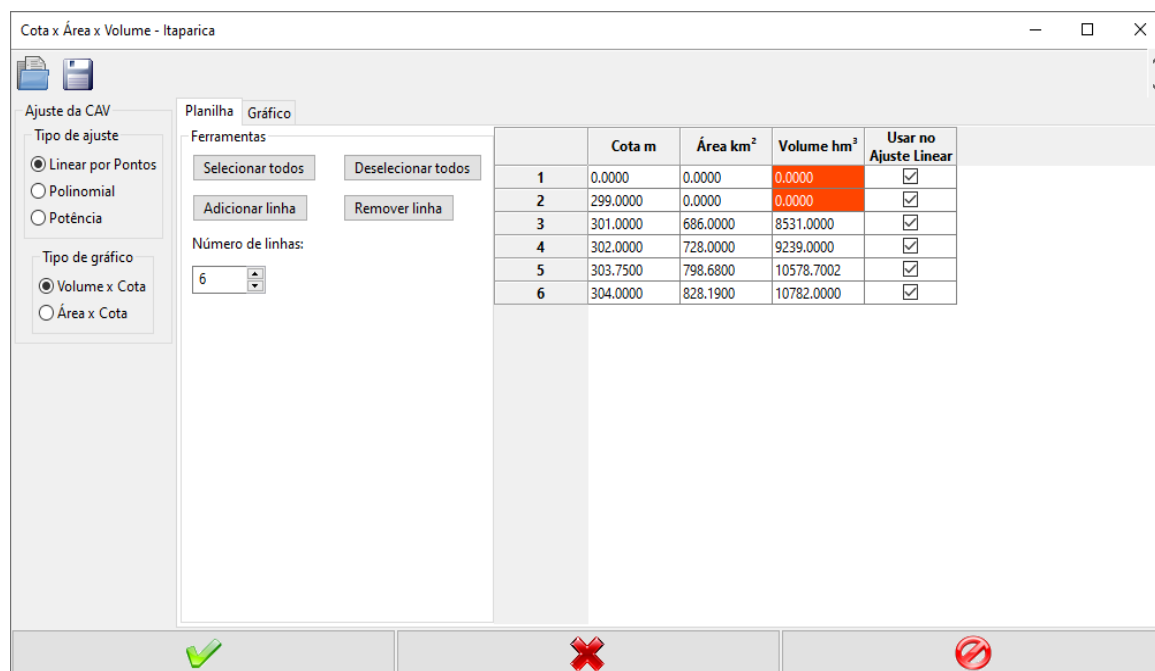 Cota x Área x Volume - Itaparica
Ajuste da CAV
Tipo de ajuste
Linear por Pontos
Polinomial
Potência
Tipo de gráfico
Volume x Cota
Área x Cota
Planilha Gráfico
Ferramentas
Selecionar todos Deselecionar todos
Adicionar linha Remover linha
Número de linhas:
6
Cota m Área km² Volume hm³ Usar no Ajuste Linear
1 0.0000 0.0000 0.0000
2 299.0000 0.0000 0.0000
3 301.0000 686.0000 8531.0000
4 302.0000 728.0000 9239.0000
5 303.7500 798.6800 10578.7002
6 304.0000 828.1900 10782.0000